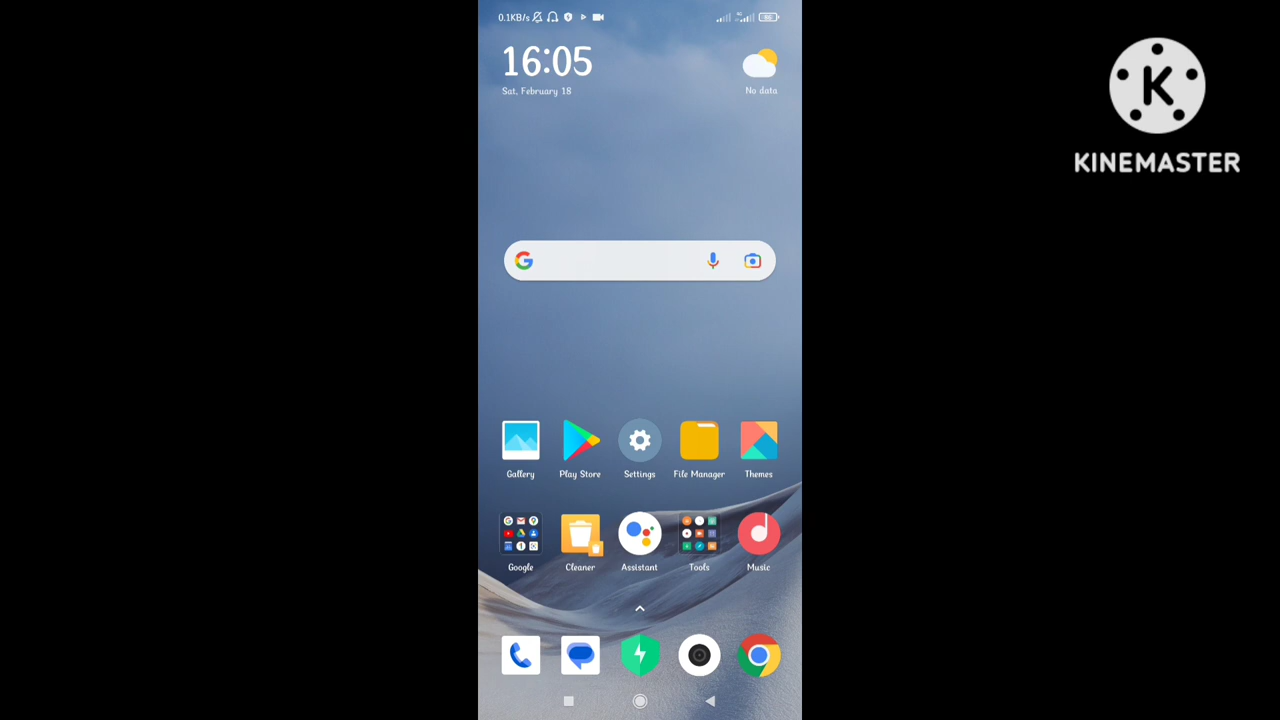 0.1KB/s
16:05
Sat, February 18
No data
K
KINEMASTER
Gallery
Play Store
Settings
File Manager
Themes
Google
Cleaner
Assistant
Tools
Music